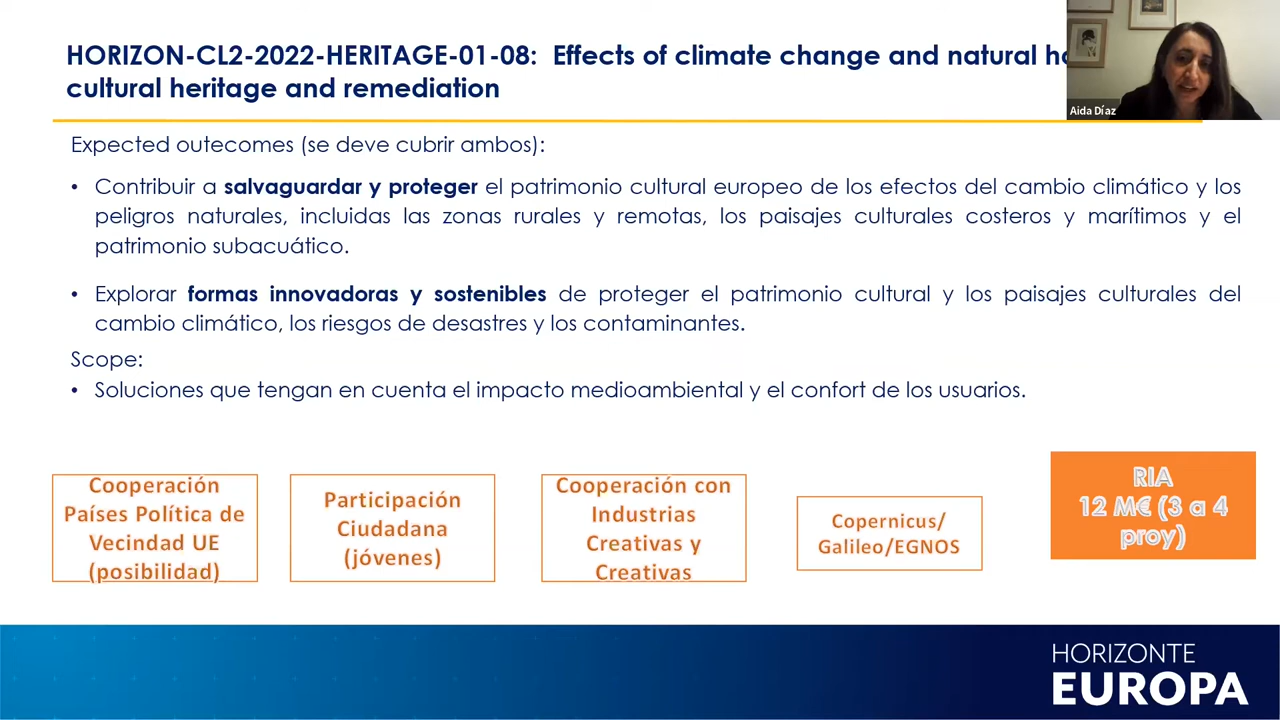 HORIZON-CL2-2022-HERITAGE-01-08: Effects of climate change and natural
cultural heritage and remediation
Aida Díaz
Expected outecomes (se deve cubrir ambos):
• Contribuir a salvaguardar y proteger el patrimonio cultural europeo de los efectos del cambio climático y los
peligros naturales, incluidas las zonas rurales y remotas, los paisajes culturales costeros y marítimos y el
patrimonio subacuático.
• Explorar formas innovadoras y sostenibles de proteger el patrimonio cultural y los paisajes culturales del
cambio climático, los riesgos de desastres y los contaminantes.
Scope:
• Soluciones que tengan en cuenta el impacto medioambiental y el confort de los usuarios.
Cooperación
Países Política de
Vecindad UE
(posibilidad)
Participación
Ciudadana
(jóvenes)
Cooperación con
Industrias
Creativas y
Creativas
Copernicus/
Galileo/EGNOS
RIA
12 M€ (3 a 4
proy)
HORIZONTE
EUROPA